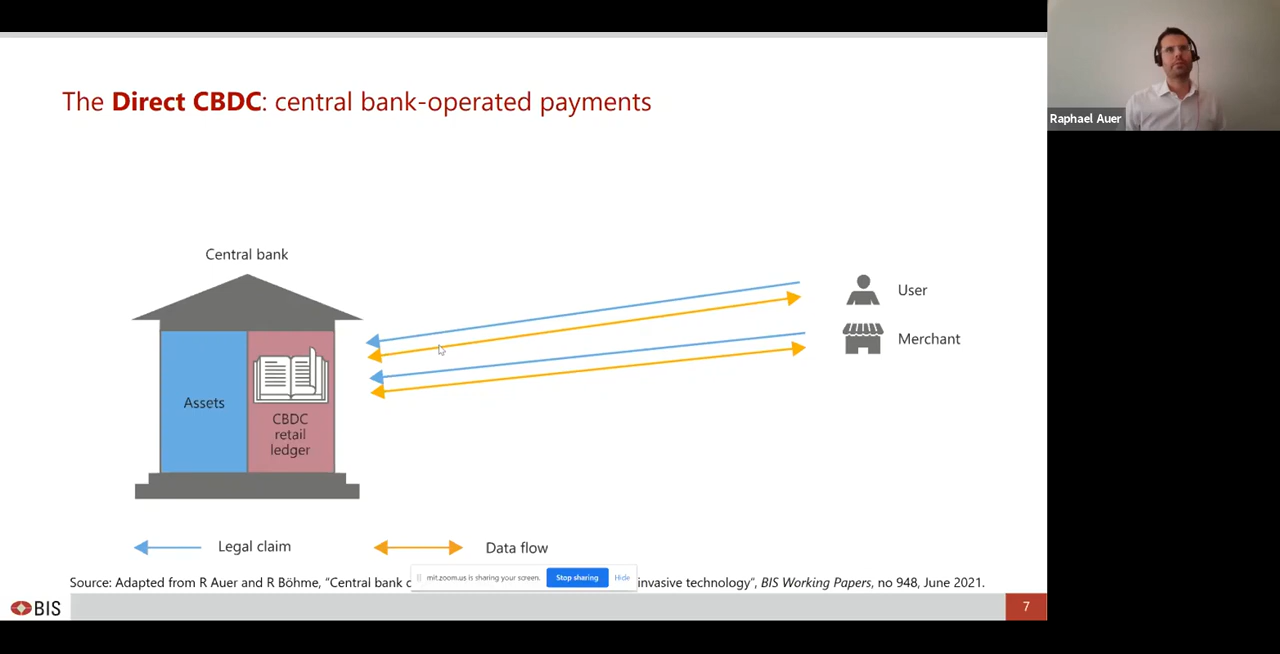 The Direct CBDC: central bank-operated payments
Raphael Auer
Central bank
User
Merchant
Assets
CBDC
retail
ledger
Legal claim
Data flow
mit.zoom.us is sharing your screen.
Stop sharing
Hide
Source: Adapted from R Auer and R Böhme, “Central bank invasive technology”, BIS Working Papers, no 948, June 2021.
BIS
7